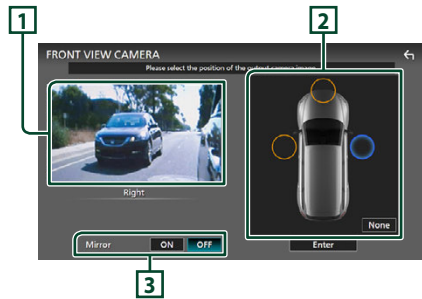 1
2
FRONT VIEW CAMERA
Please select the position of the output camera image.
Right
None
Mirror ON OFF
Enter
3